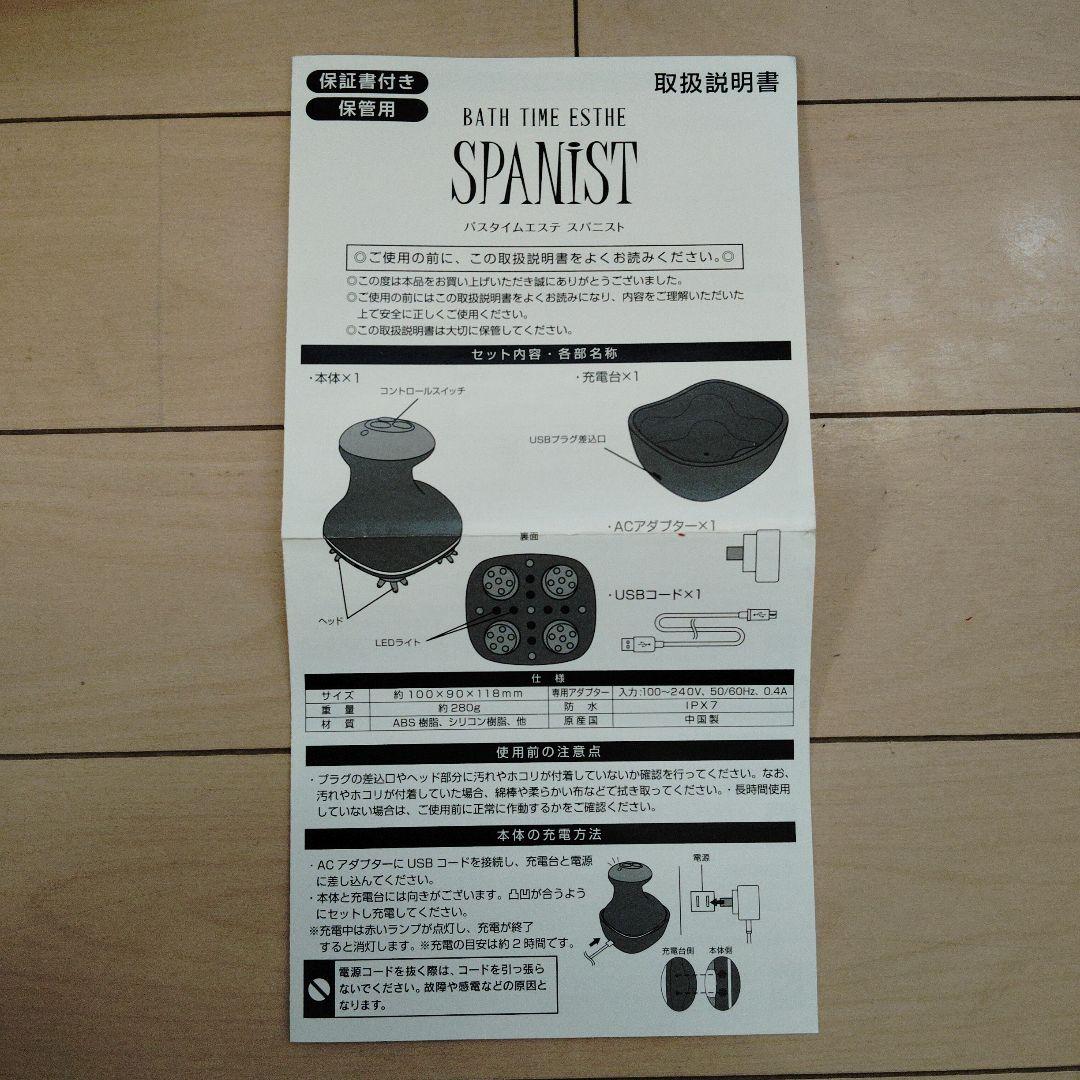 保証書付き
保管用
取扱説明書
BATH TIME ESTHE
SPANiST
バスタイムエステ スパニスト
◎ご使用の前に、この取扱説明書をよくお読みください。◎
◎この度は本品をお買い上げいただき誠にありがとうございました。
◎ご使用の前にはこの取扱説明書をよくお読みになり、内容をご理解いただいた
上で安全に正しくご使用ください。
◎この取扱説明書は大切に保管してください。
セット内容・各部名称
・本体×1
コントロールスイッチ
・充電台×1
USBプラグ差込口
・ACアダプター×1
裏面
・USBコード×1
ヘッド
LEDライト
仕 様
サイズ 約100×90×118mm 専用アダプター 入力:100〜240V、50/60Hz、0.4A
重 量 約280g 防 水 IPX7
材 質 ABS樹脂、シリコン樹脂、他 原産国 中国製
使用前の注意点
・プラグの差込口やヘッド部分に汚れやホコリが付着していないか確認を行ってください。なお、
汚れやホコリが付着していた場合、綿棒や柔らかい布などで拭き取ってください。・長時間使用
していない場合は、ご使用前に正常に作動するかをご確認ください。
本体の充電方法
・ACアダプターにUSBコードを接続し、充電台と電源
に差し込んでください。
・本体と充電台には向きがございます。凸凹が合うよう
にセットし充電してください。
※充電中は赤いランプが点灯し、充電が終了
すると消灯します。※充電の目安は約2時間です。
電源
充電台側 本体側
電源コードを抜く際は、コードを引っ張ら
ないでください。故障や感電などの原因と
なります。